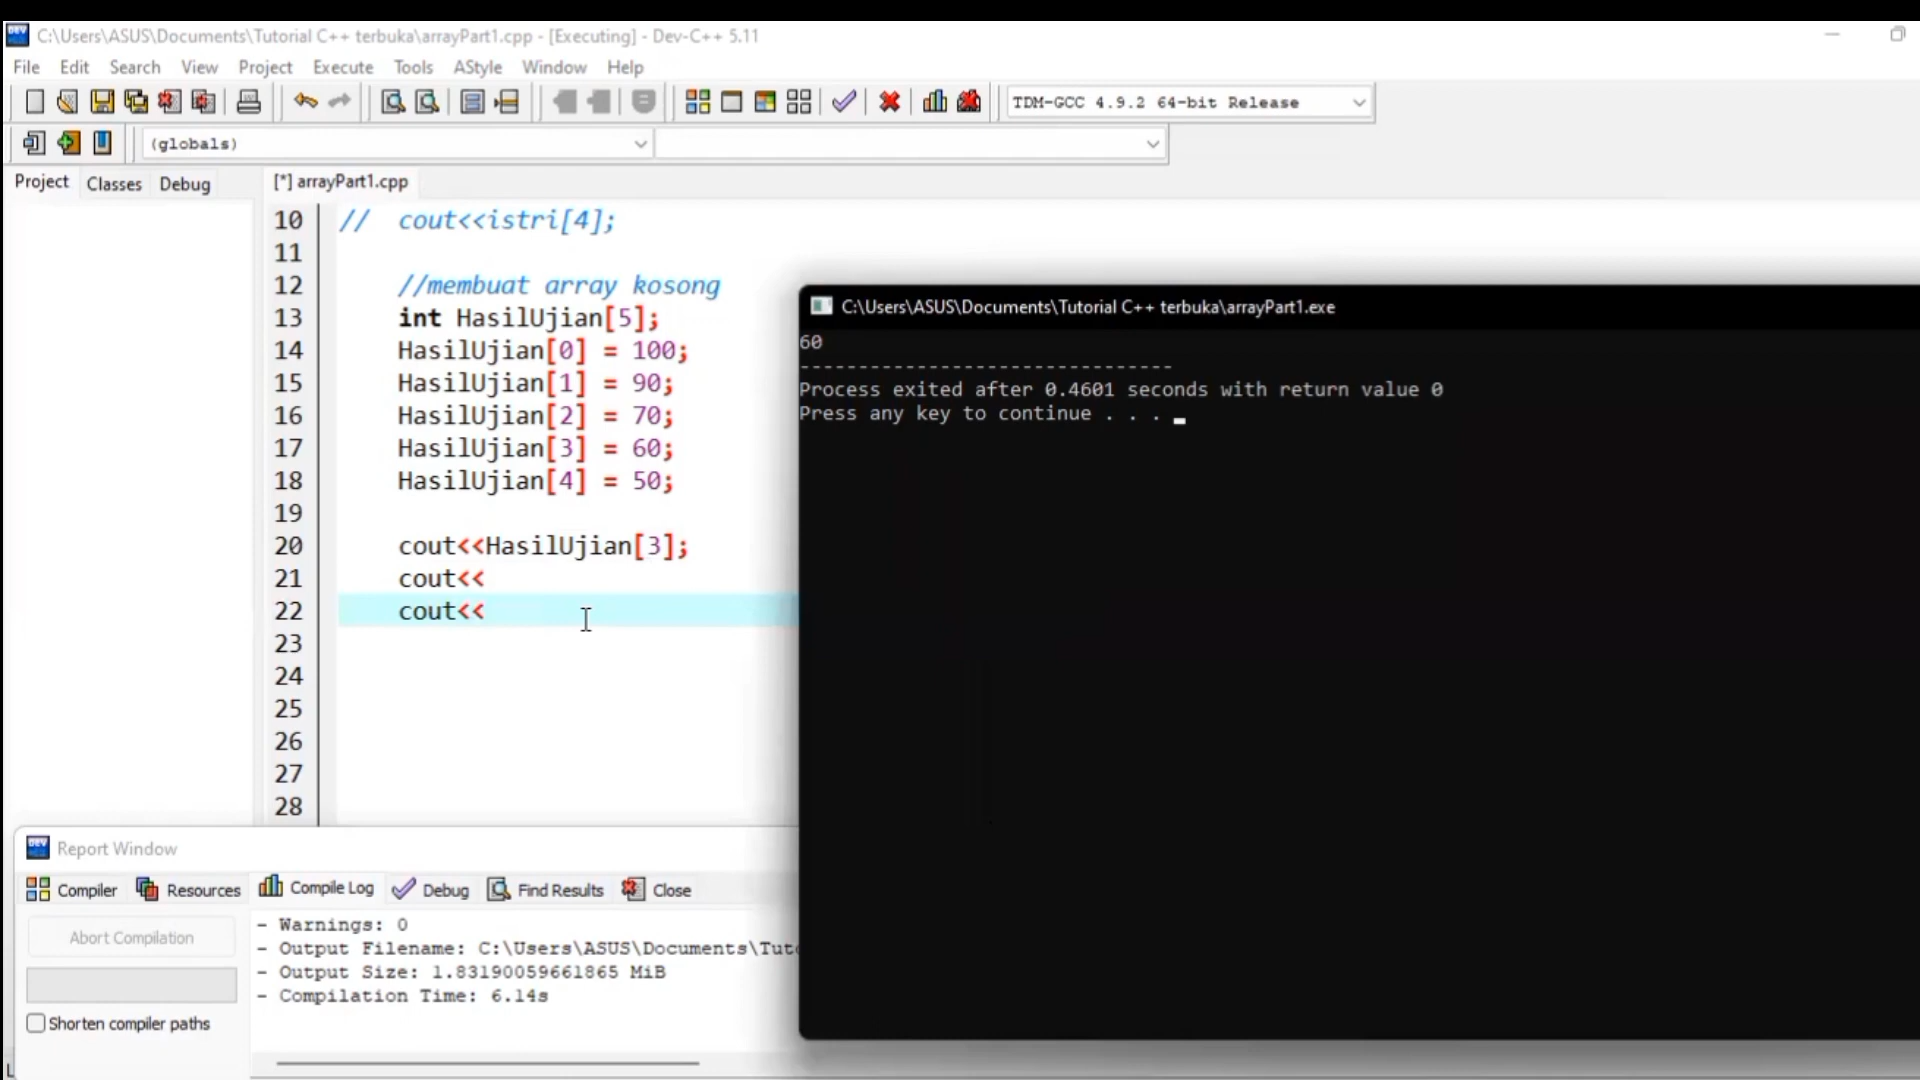 C:\Users\ASUS\Documents\Tutorial C++ terbuka\arrayPart1.cpp - [Executing] - Dev-C++ 5.11
File Edit Search View Project Execute Tools AStyle Window Help
TDM-GCC 4.9.2 64-bit Release
(globals)
Project Classes Debug
[*] arrayPart1.cpp
10 // cout<<istri[4];
11
12 //membuat array kosong
13 int HasilUjian[5];
14 HasilUjian[0] = 100;
15 HasilUjian[1] = 90;
16 HasilUjian[2] = 70;
17 HasilUjian[3] = 60;
18 HasilUjian[4] = 50;
19
20 cout<<HasilUjian[3];
21 cout<<
22 cout<<
23
24
25
26
27
28
C:\Users\ASUS\Documents\Tutorial C++ terbuka\arrayPart1.exe
60
--------------------------------
Process exited after 0.4601 seconds with return value 0
Press any key to continue . . .
Report Window
Compiler Resources Compile Log Debug Find Results Close
Abort Compilation
Shorten compiler paths
- Warnings: 0
- Output Filename: C:\Users\ASUS\Documents\Tuto
- Output Size: 1.83190059661865 MiB
- Compilation Time: 6.14s